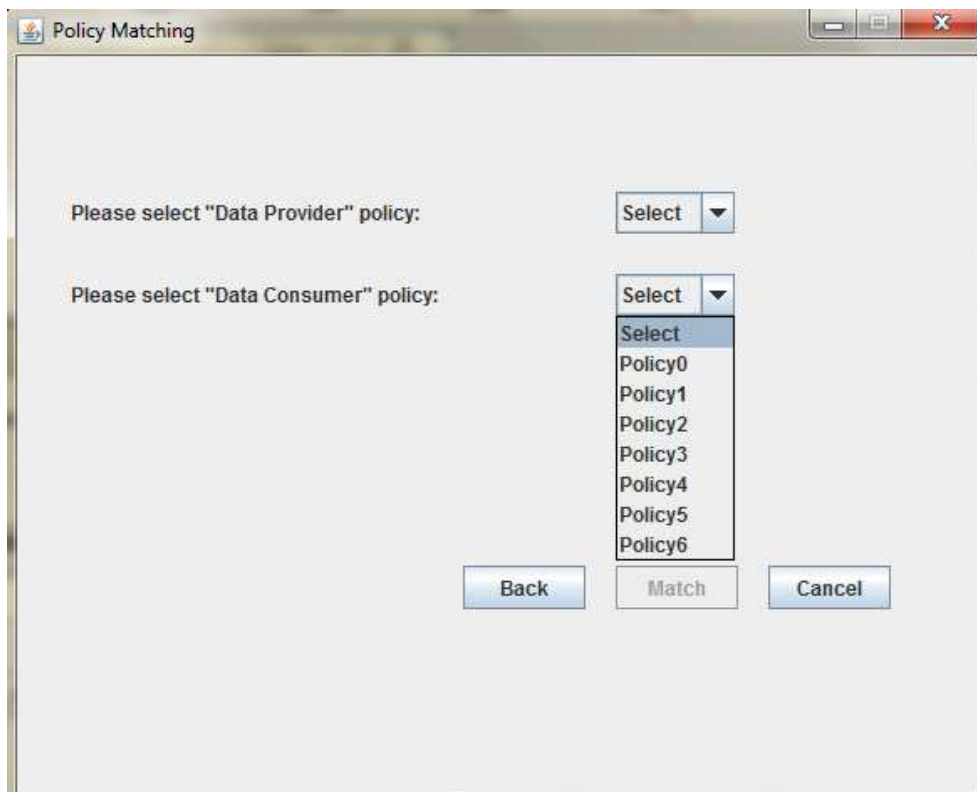 Policy Matching
Please select "Data Provider" policy:
Select
Please select "Data Consumer" policy:
Select
Select
Policy0
Policy1
Policy2
Policy3
Policy4
Policy5
Policy6
Back
Match
Cancel